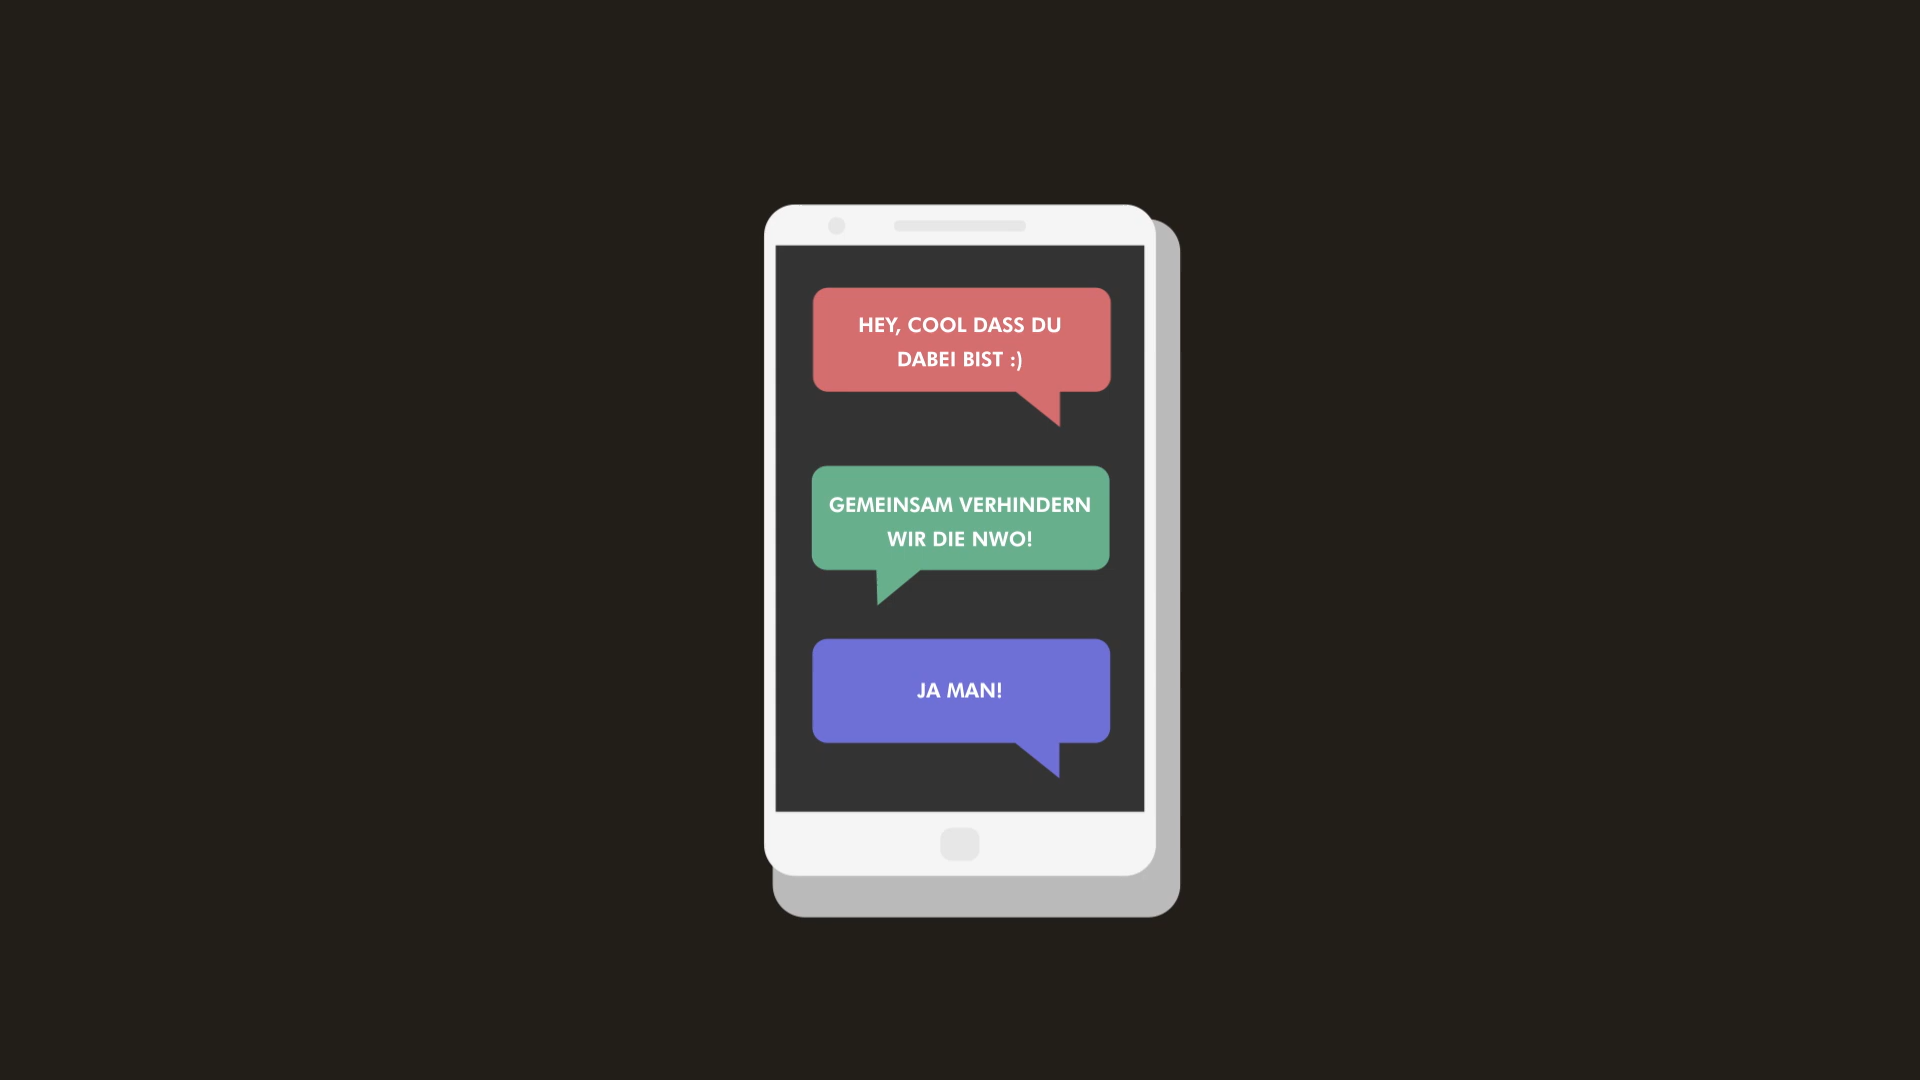 HEY, COOL DASS DU
DABEI BIST :)
GEMEINSAM VERHINDERN
WIR DIE NWO!
JA MAN!